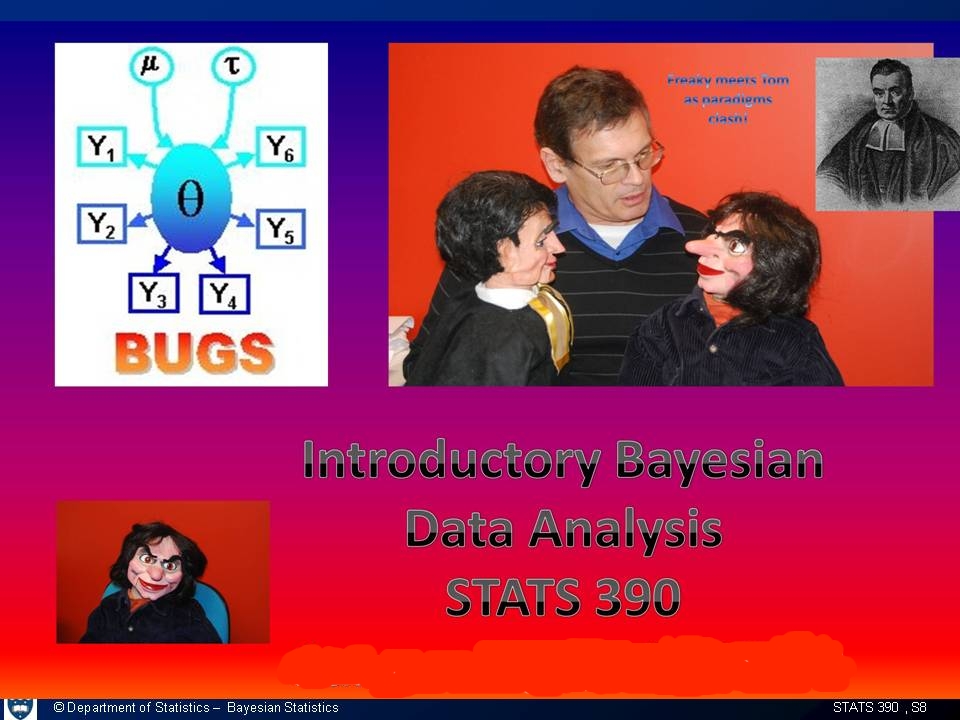 μ τ
Y1 Y6
θ
Y2 Y5
Y3 Y4
BUGS
Freaky meets Tom
as paradigms
clash!
Introductory Bayesian
Data Analysis
STATS 390
© Department of Statistics – Bayesian Statistics
STATS 390 , S8